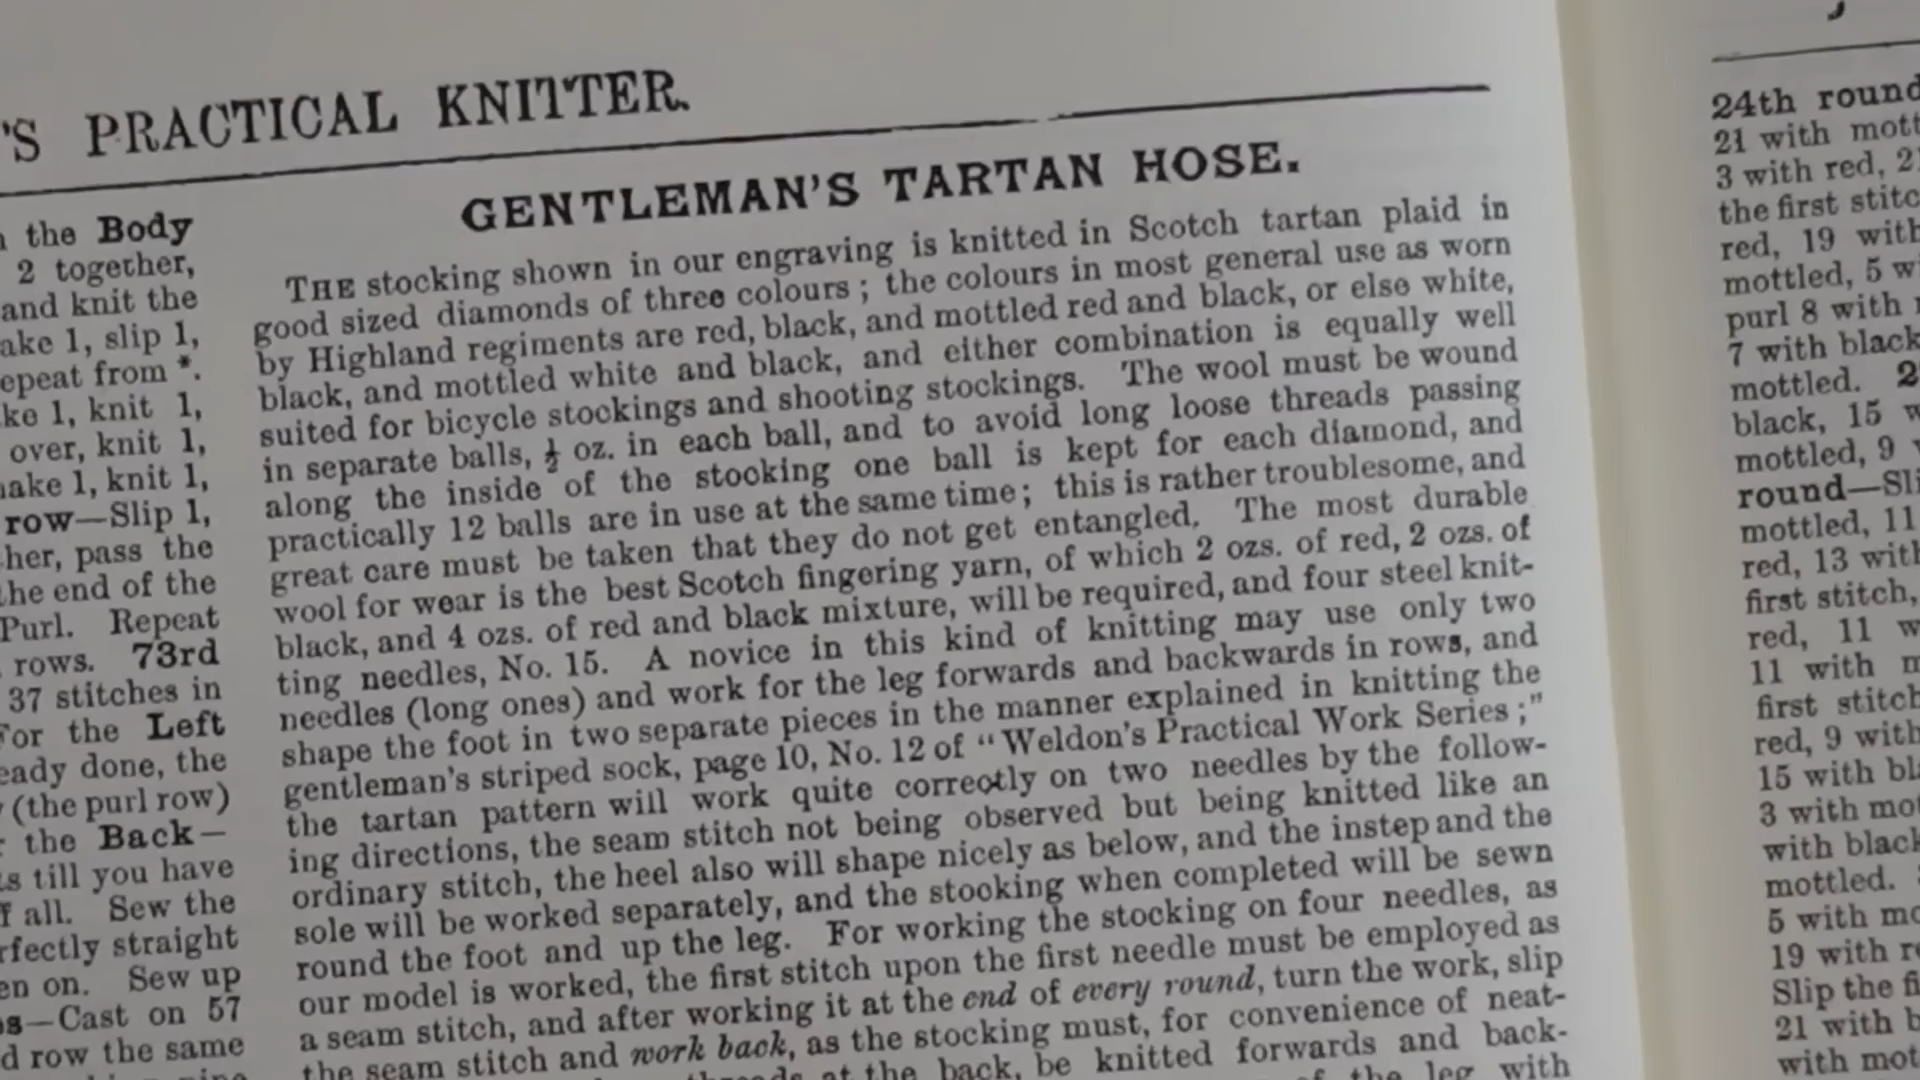 'S PRACTICAL KNITTER.
the Body
2 together,
and knit the
ake 1, slip 1,
epeat from *.
ke 1, knit 1,
over, knit 1,
ake 1, knit 1,
row—Slip 1,
her, pass the
the end of the
Purl. Repeat
rows. 73rd
37 stitches in
For the Left
eady done, the
(the purl row)
the Back—
s till you have
f all. Sew the
rfectly straight
en on. Sew up
s—Cast on 57
d row the same
GENTLEMAN'S TARTAN HOSE.
THE stocking shown in our engraving is knitted in Scotch tartan plaid in
good sized diamonds of three colours; the colours in most general use as worn
by Highland regiments are red, black, and mottled red and black, or else white,
black, and mottled white and black, and either combination is equally well
suited for bicycle stockings and shooting stockings. The wool must be wound
in separate balls, ½ oz. in each ball, and to avoid long loose threads passing
along the inside of the stocking one ball is kept for each diamond, and
practically 12 balls are in use at the same time; this is rather troublesome, and
great care must be taken that they do not get entangled. The most durable
wool for wear is the best Scotch fingering yarn, of which 2 ozs. of red, 2 ozs. of
black, and 4 ozs. of red and black mixture, will be required, and four steel knit-
ting needles, No. 15. A novice in this kind of knitting may use only two
needles (long ones) and work for the leg forwards and backwards in rows, and
shape the foot in two separate pieces in the manner explained in knitting the
gentleman's striped sock, page 10, No. 12 of "Weldon's Practical Work Series;"
the tartan pattern will work quite correctly on two needles by the follow-
ing directions, the seam stitch not being observed but being knitted like an
ordinary stitch, the heel also will shape nicely as below, and the instep and the
sole will be worked separately, and the stocking when completed will be sewn
round the foot and up the leg. For working the stocking on four needles, as
our model is worked, the first stitch upon the first needle must be employed as
a seam stitch, and after working it at the end of every round, turn the work, slip
the seam stitch and work back, as the stocking must, for convenience of neat-
at the back, be knitted forwards and back-
the leg with
24th round
21 with mott
3 with red, 21
the first stitc
red, 19 with
mottled, 5 wi
purl 8 with
7 with black
mottled. 2
black, 15 w
mottled, 9
round—Sli
mottled, 11
red, 13 with
first stitch,
red, 11 w
11 with m
first stitch
red, 9 with
15 with bla
3 with mot
with black
mottled.
5 with mo
19 with re
Slip the fi
21 with b
with mot